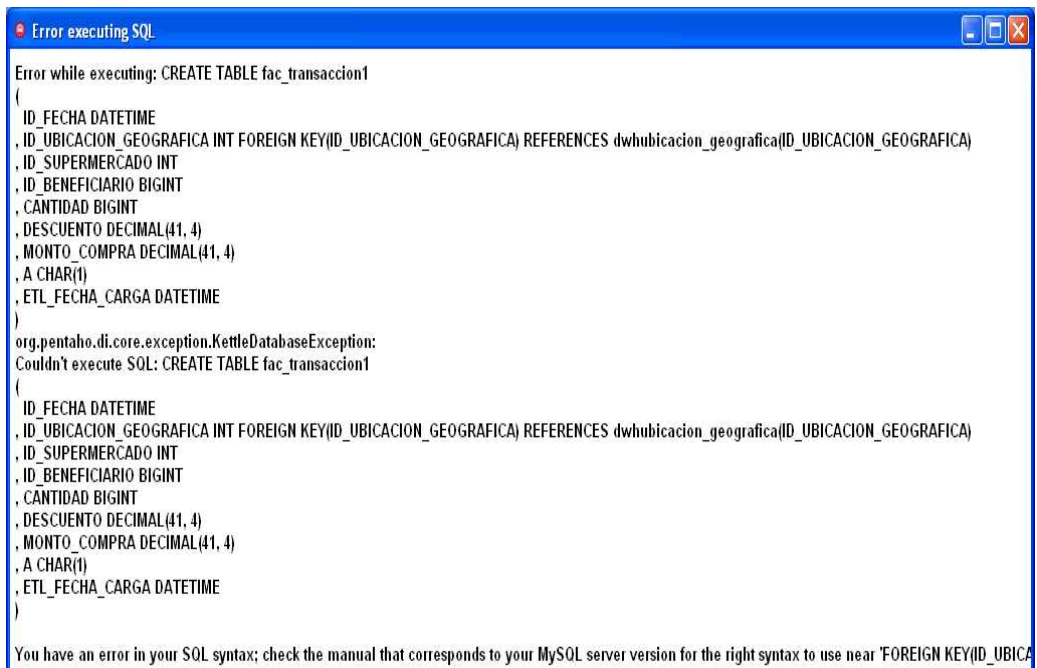 Error executing SQL
Error while executing: CREATE TABLE fac_transaccion1
(
ID_FECHA DATETIME
, ID_UBICACION_GEOGRAFICA INT FOREIGN KEY(ID_UBICACION_GEOGRAFICA) REFERENCES dwhubicacion_geografica(ID_UBICACION_GEOGRAFICA)
, ID_SUPERMERCADO INT
, ID_BENEFICIARIO BIGINT
, CANTIDAD BIGINT
, DESCUENTO DECIMAL(41, 4)
, MONTO_COMPRA DECIMAL(41, 4)
, A CHAR(1)
, ETL_FECHA_CARGA DATETIME
)
org.pentaho.di.core.exception.KettleDatabaseException:
Couldn't execute SQL: CREATE TABLE fac_transaccion1
(
ID_FECHA DATETIME
, ID_UBICACION_GEOGRAFICA INT FOREIGN KEY(ID_UBICACION_GEOGRAFICA) REFERENCES dwhubicacion_geografica(ID_UBICACION_GEOGRAFICA)
, ID_SUPERMERCADO INT
, ID_BENEFICIARIO BIGINT
, CANTIDAD BIGINT
, DESCUENTO DECIMAL(41, 4)
, MONTO_COMPRA DECIMAL(41, 4)
, A CHAR(1)
, ETL_FECHA_CARGA DATETIME
)
You have an error in your SQL syntax; check the manual that corresponds to your MySQL server version for the right syntax to use near 'FOREIGN KEY(ID_UBICA